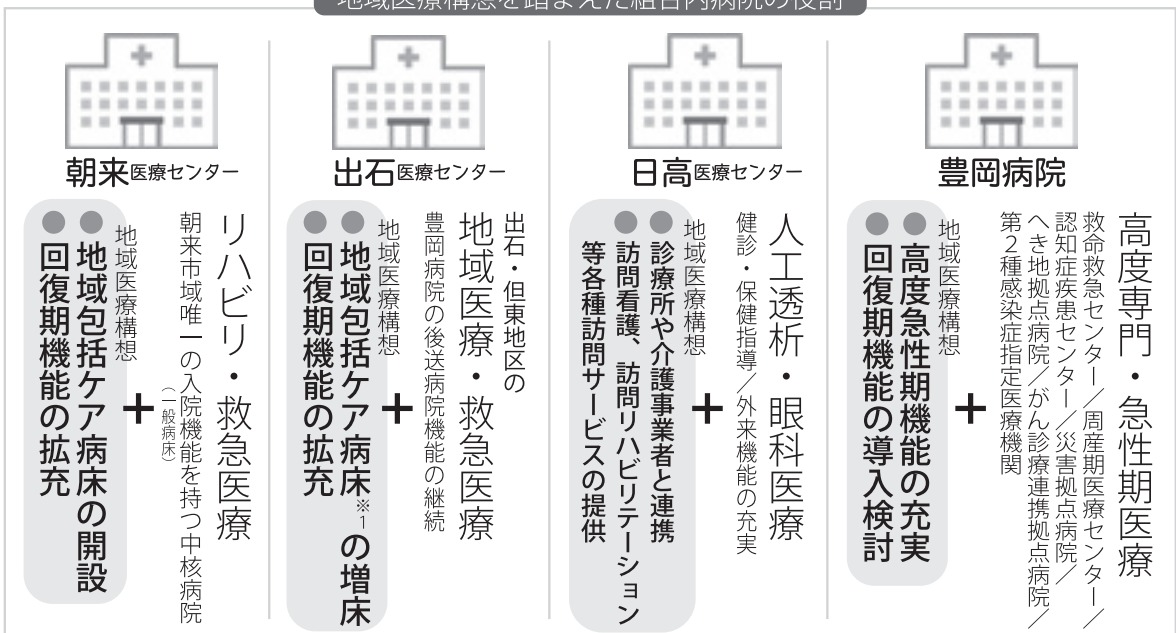 地域医療構想を踏まえた組合内病院の役割
豊岡病院
高度専門・急性期医療
救命救急センター／周産期医療センター／
認知症疾患センター／災害拠点病院／
へき地拠点病院／がん診療連携拠点病院／
第２種感染症指定医療機関
＋
地域医療構想
●高度急性期機能の充実
●回復期機能の導入検討
日高医療センター
人工透析・眼科医療
健診・保健指導／外来機能の充実
＋
地域医療構想
●診療所や介護事業者と連携
●訪問看護、訪問リハビリテーション
等各種訪問サービスの提供
出石医療センター
出石・但東地区の
地域医療・救急医療
豊岡病院の後送病院機能の継続
＋
地域医療構想
●地域包括ケア病床※1の増床
●回復期機能の拡充
朝来医療センター
リハビリ・救急医療
朝来市域唯一の入院機能を持つ中核病院
（一般病床）
＋
地域医療構想
●地域包括ケア病床の開設
●回復期機能の拡充